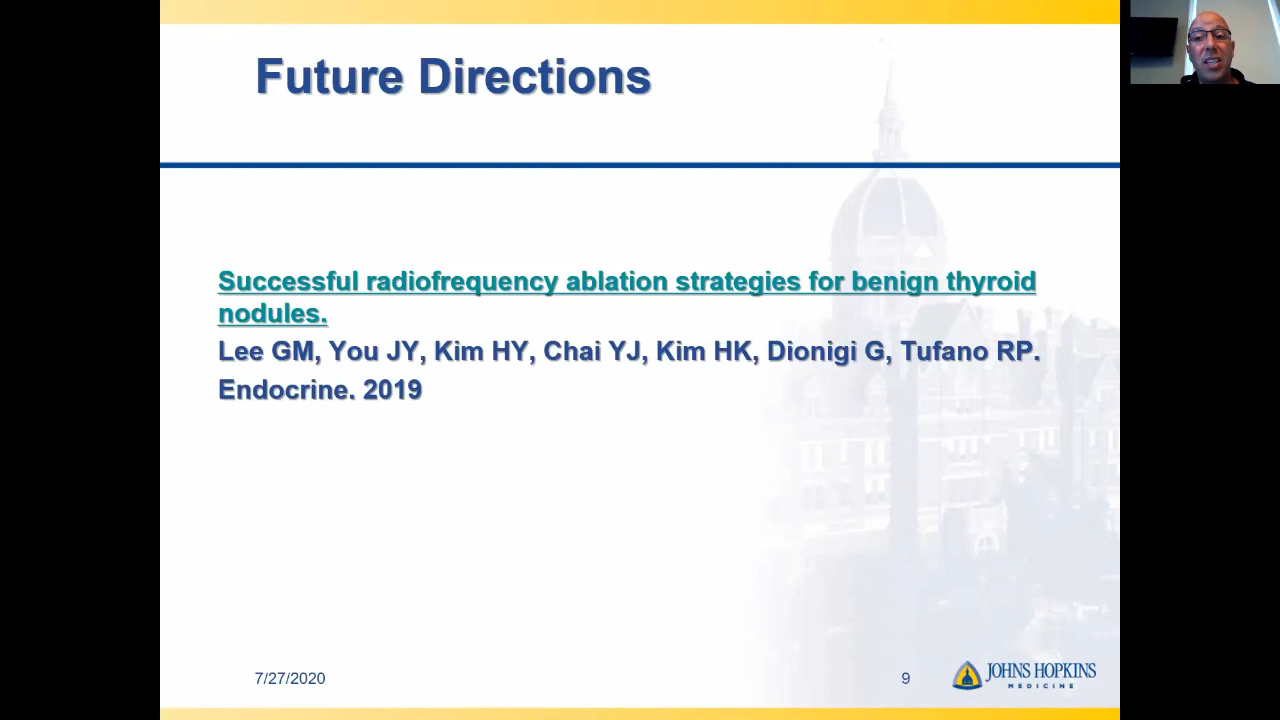 Future Directions
Successful radiofrequency ablation strategies for benign thyroid
nodules.
Lee GM, You JY, Kim HY, Chai YJ, Kim HK, Dionigi G, Tufano RP.
Endocrine. 2019
7/27/2020
9
JOHNS HOPKINS
MEDICINE